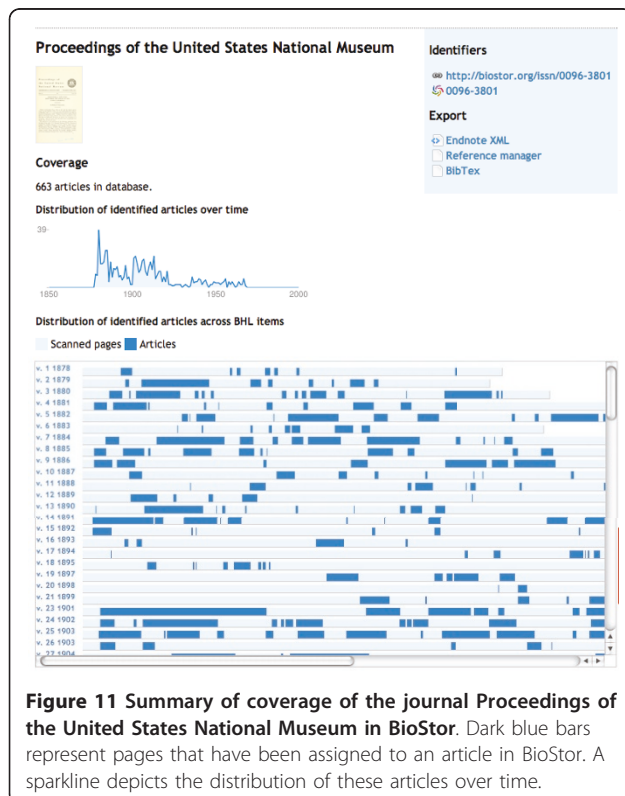 Proceedings of the United States National Museum
Identifiers
http://biostor.org/issn/0096-3801
0096-3801
Export
Endnote XML
Reference manager
BibTex
Coverage
663 articles in database.
Distribution of identified articles over time
39
1850 1900 1950 2000
Distribution of identified articles across BHL items
Scanned pages Articles
v. 1 1878
v. 2 1879
v. 3 1880
v. 4 1881
v. 5 1882
v. 6 1883
v. 7 1884
v. 8 1885
v. 9 1886
v. 10 1887
v. 11 1888
v. 12 1889
v. 13 1890
v. 14 1891
v. 15 1892
v. 16 1893
v. 17 1894
v. 18 1895
v. 19 1897
v. 20 1898
v. 21 1899
v. 23 1901
v. 24 1902
v. 25 1903
v. 26 1903
v. 27 1904
Figure 11 Summary of coverage of the journal Proceedings of
the United States National Museum in BioStor. Dark blue bars
represent pages that have been assigned to an article in BioStor. A
sparkline depicts the distribution of these articles over time.